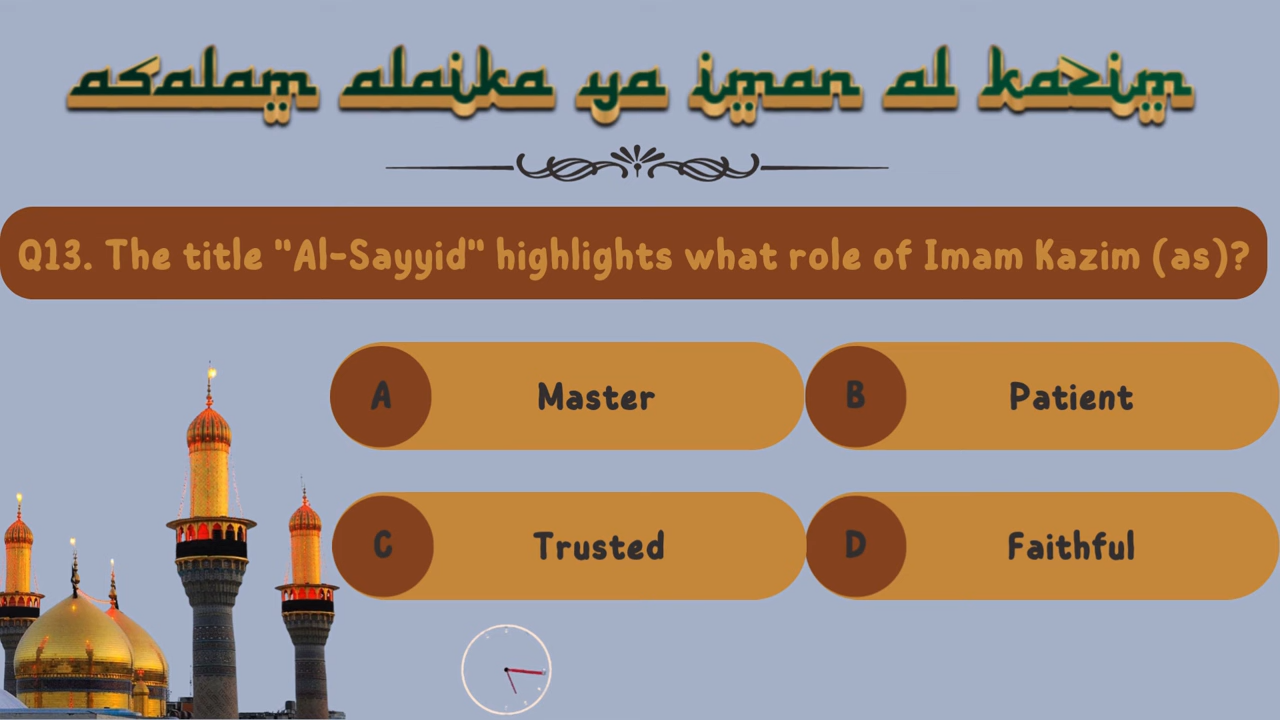 asalam alaika ya imam al kazim
Q13. The title "Al-Sayyid" highlights what role of Imam Kazim (as)?
A Master
B Patient
C Trusted
D Faithful